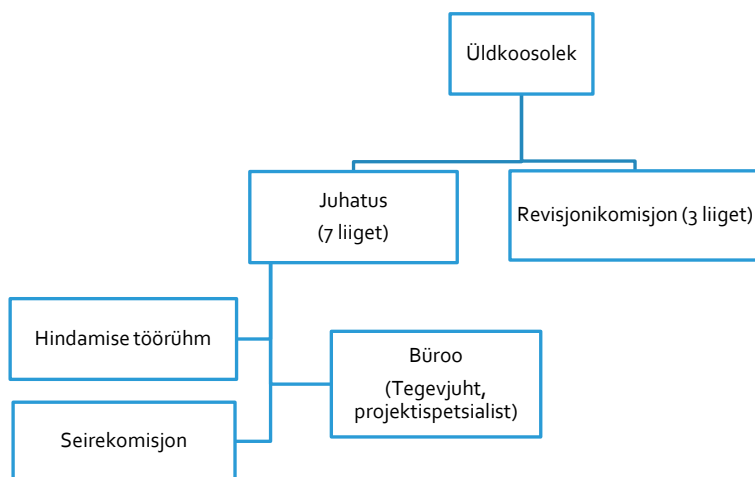 Üldkoosolek
Juhatus
(7 liiget)
Revisjonikomisjon (3 liiget)
Hindamise töörühm
Büroo
(Tegevjuht,
projektispetsialist)
Seirekomisjon